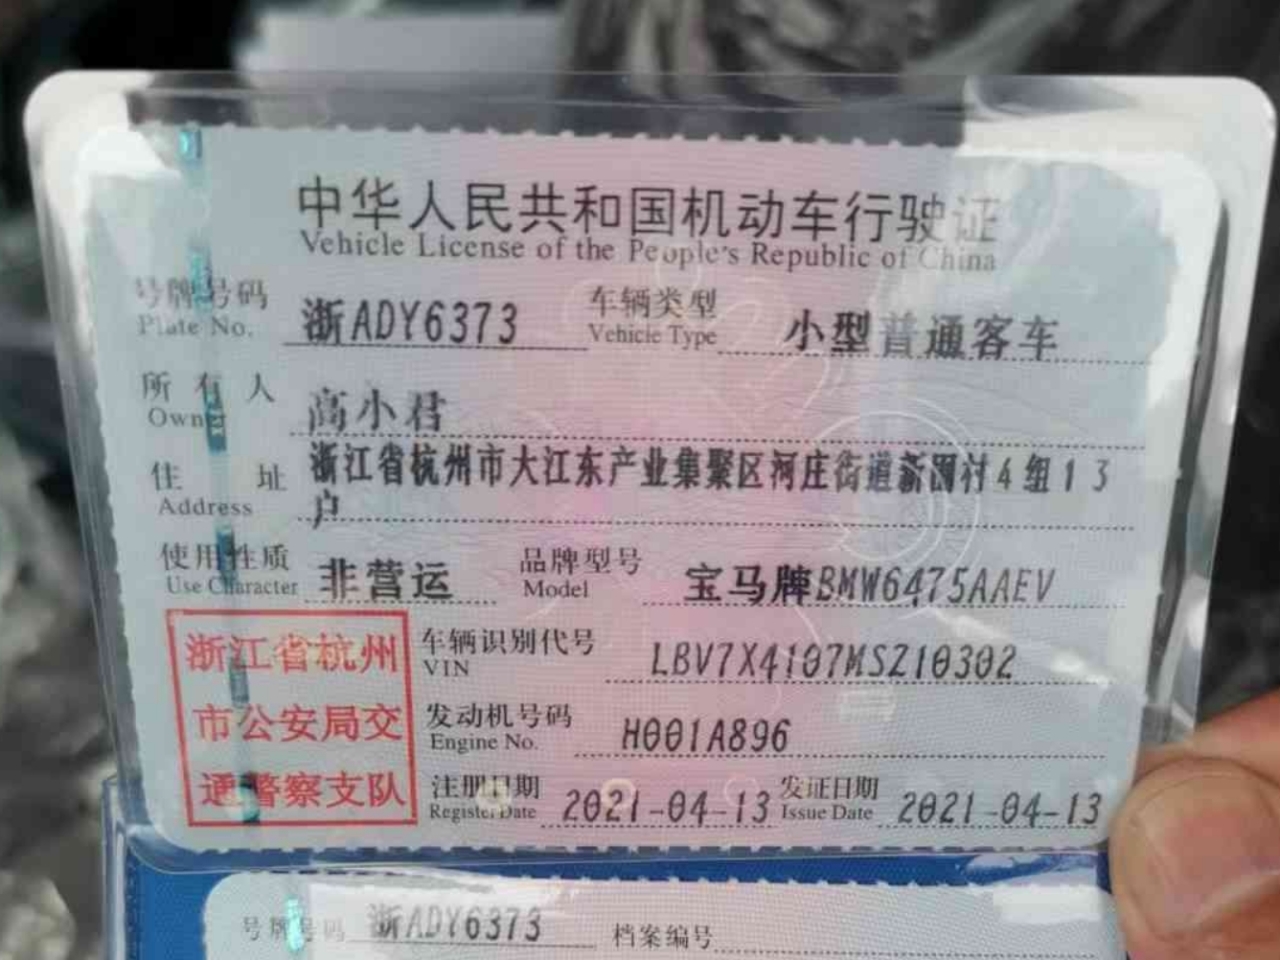 中华人民共和国机动车行驶证
Vehicle License of the People's Republic of China
号牌号码 浙ADY6373 车辆类型 小型普通客车
Plate No. Vehicle Type
所有人 高小君
Owner
住址 浙江省杭州市大江东产业集聚区河庄街道新围村4组13
Address 户
使用性质 非营运 品牌型号 宝马牌BMW6475AAEV
Use Character Model
浙江省杭州 车辆识别代号 LBV7X4107MSZ10302
VIN
市公安局交 发动机号码 H001A896
Engine No.
通警察支队 注册日期 2021-04-13 发证日期 2021-04-13
Register Date Issue Date
号牌号码 浙ADY6373 档案编号